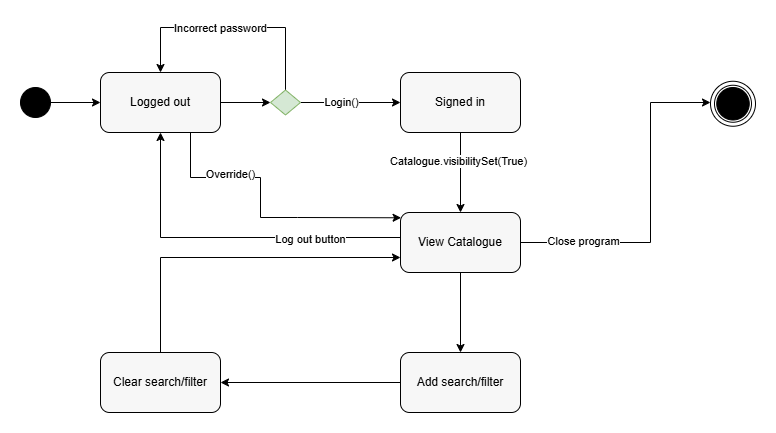 Incorrect password
Logged out
Login()
Signed in
Catalogue.visibilitySet(True)
Override()
Log out button
View Catalogue
Close program
Clear search/filter
Add search/filter